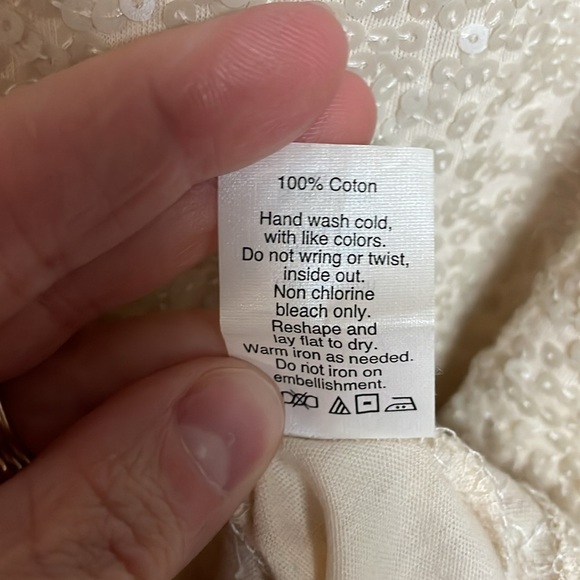 100% Coton
Hand wash cold,
with like colors.
Do not wring or twist,
inside out.
Non chlorine
bleach only.
Reshape and
lay flat to dry.
Warm iron as needed.
Do not iron on
embellishment.